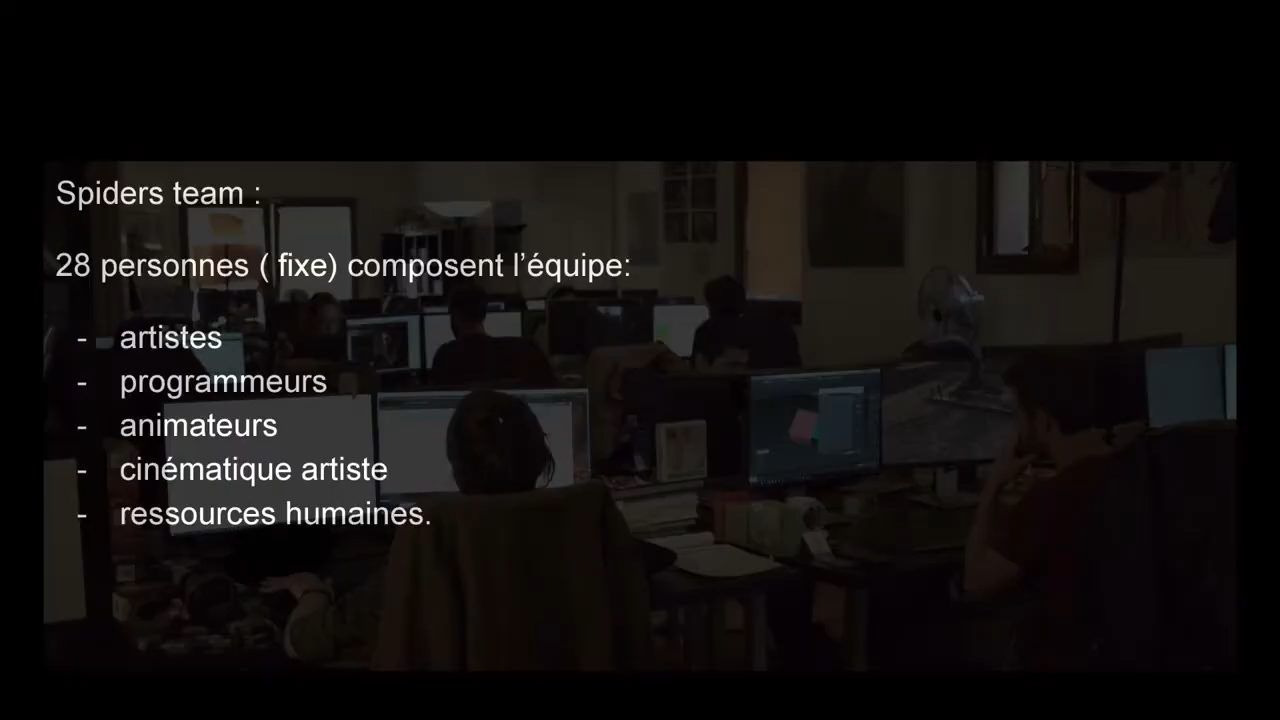 Spiders team :
28 personnes ( fixe) composent l’équipe:
- artistes
- programmeurs
- animateurs
- cinématique artiste
- ressources humaines.